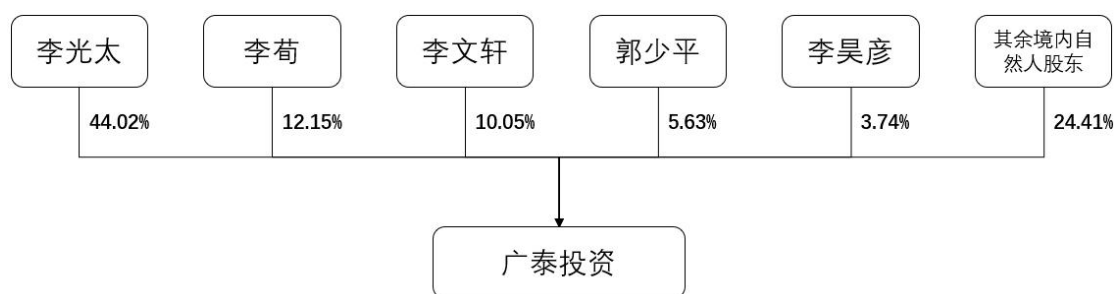 李光太
李荀
李文轩
郭少平
李昊彦
其余境内自
然人股东
44.02%
12.15%
10.05%
5.63%
3.74%
24.41%
广泰投资